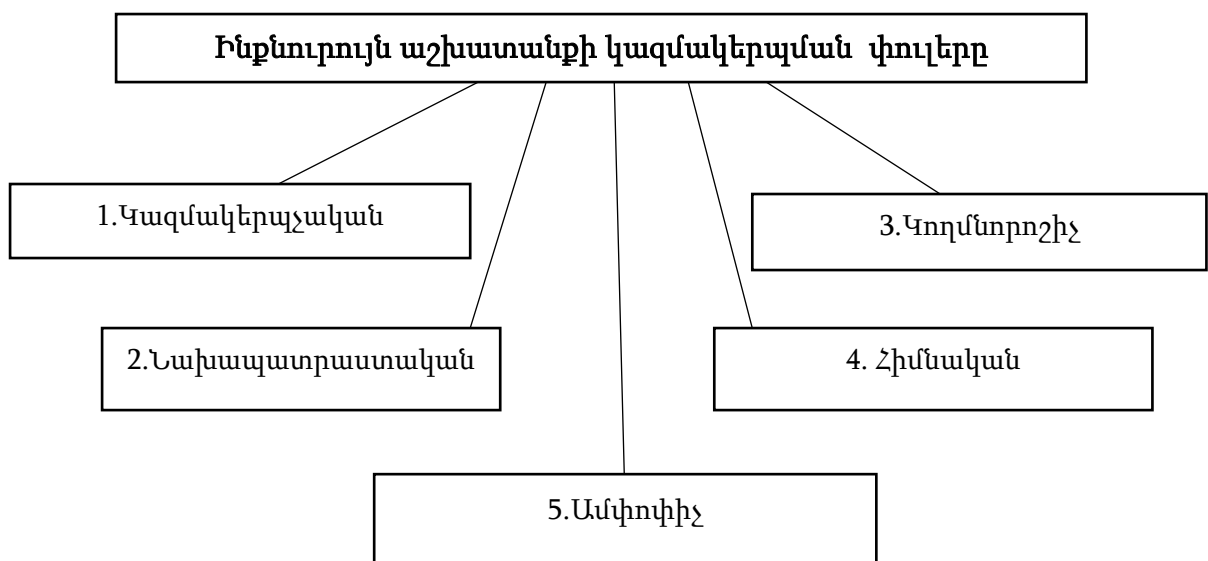 Ինքնուրույն աշխատանքի կազմակերպման փուլերը
1.Կազմակերպչական
2.Նախապատրաստական
3.Կողմնորոշիչ
4. Հիմնական
5.Ամփոփիչ